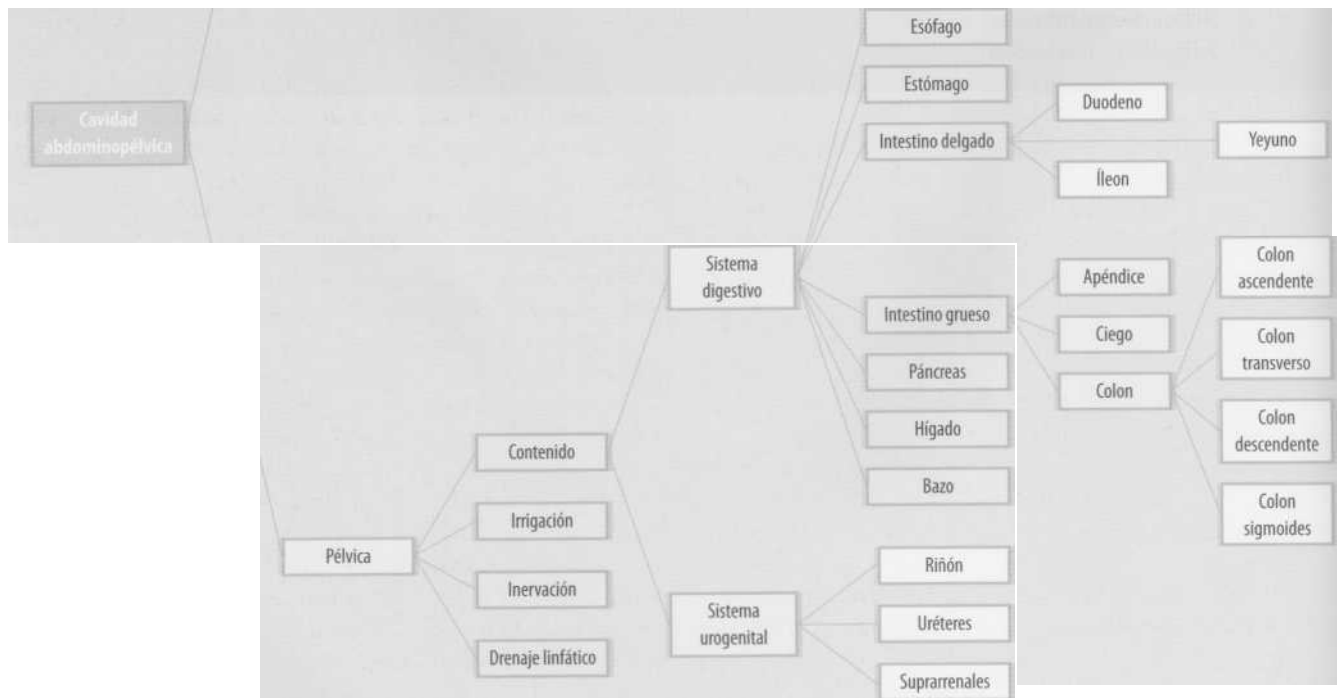 Esófago
Estómago
Duodeno
Cavidad
abdominopélvica
Intestino delgado
Yeyuno
Íleon
Sistema
digestivo
Colon
ascendente
Apéndice
Intestino grueso
Ciego
Colon
transverso
Páncreas
Colon
Hígado
Colon
descendente
Contenido
Bazo
Irrigación
Colon
sigmoides
Pélvica
Riñón
Inervación
Sistema
urogenital
Uréteres
Drenaje linfático
Suprarrenales